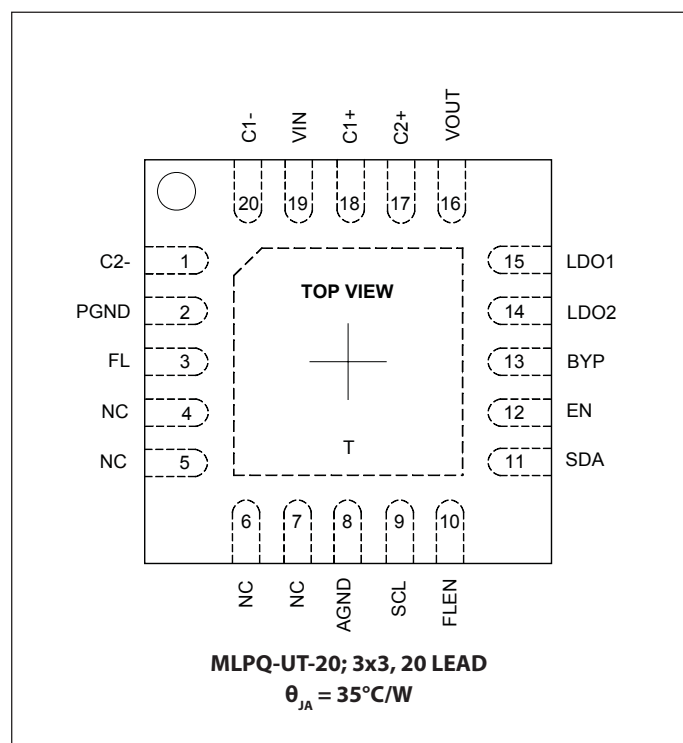 C1-
VIN
C1+
C2+
VOUT
20
19
18
17
16
C2-
1
PGND
2
FL
3
NC
4
NC
5
TOP VIEW
T
15
LDO1
14
LDO2
13
BYP
12
EN
11
SDA
6
7
8
9
10
NC
NC
AGND
SCL
FLEN
MLPQ-UT-20; 3x3, 20 LEAD
θJA = 35°C/W